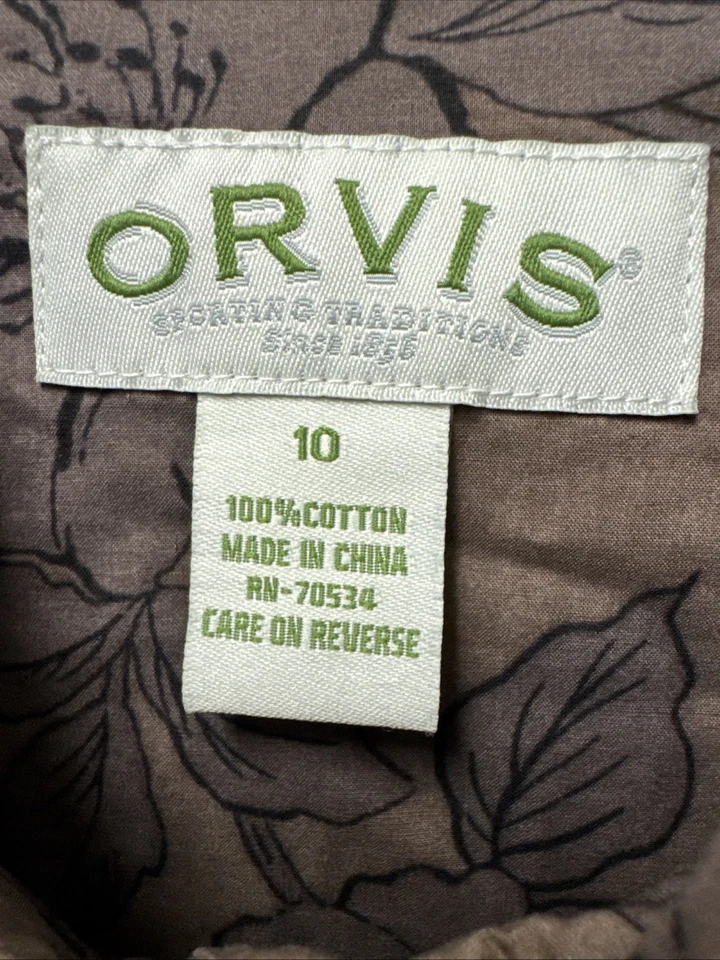 ORVIS®
SPORTING TRADITIONS
SINCE 1856
10
100%COTTON
MADE IN CHINA
RN-70534
CARE ON REVERSE